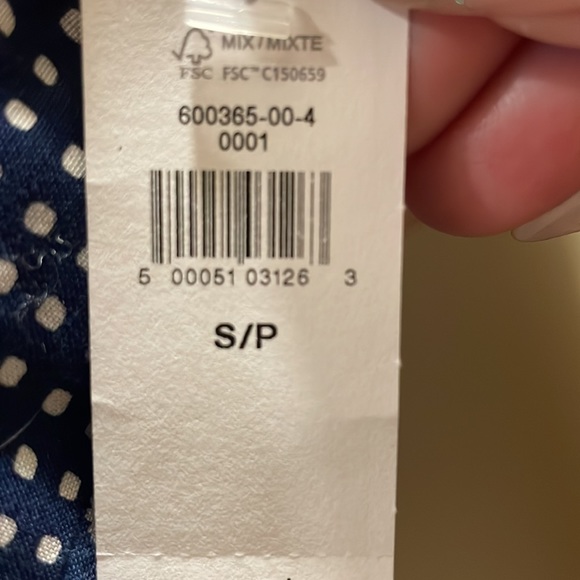 MIX/MIXTE
FSC FSC™ C150659
600365-00-4
0001
5 00051 03126 3
S/P